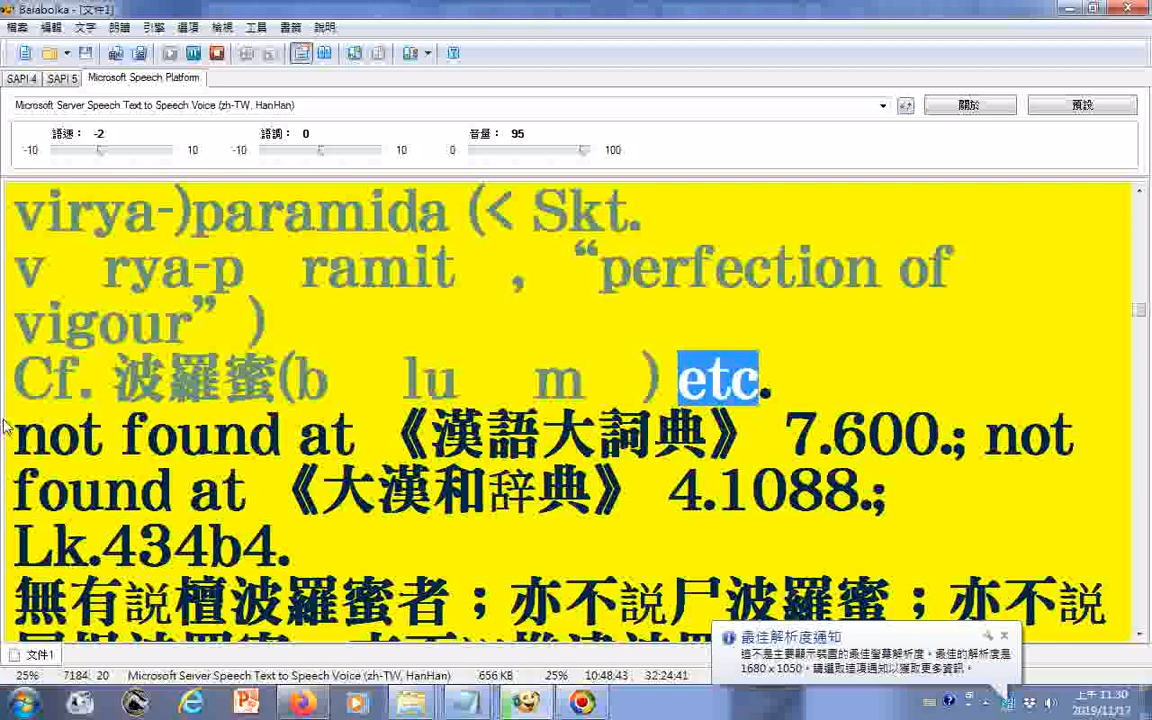 Balabolka - [文件1]
檔案 編輯 文字 朗讀 引擎 選項 檢視 工具 書籤 說明
SAPI 4 SAPI 5 Microsoft Speech Platform
Microsoft Server Speech Text to Speech Voice (zh-TW, HanHan) 關於 預設
語速： -2 語調： 0 音量： 95
-10 10 -10 10 0 100
virya-)paramida (< Skt.
v rya-p ramit , “perfection of
vigour” )
Cf. 波羅蜜(b lu m ) etc.
not found at 《漢語大詞典》 7.600.; not
found at 《大漢和辞典》 4.1088.;
Lk.434b4.
無有説檀波羅蜜者；亦不説尸波羅蜜；亦不説
最佳解析度通知
這不是主要顯示裝置的最佳螢幕解析度。最佳的解析度是
1680 x 1050。請選取這項通知以獲取更多資訊。
文件1
25% 7184: 20 Microsoft Server Speech Text to Speech Voice (zh-TW, HanHan) 656 KB 25% 10:48,43 32:24:41
上午 11:30
2019/11/17